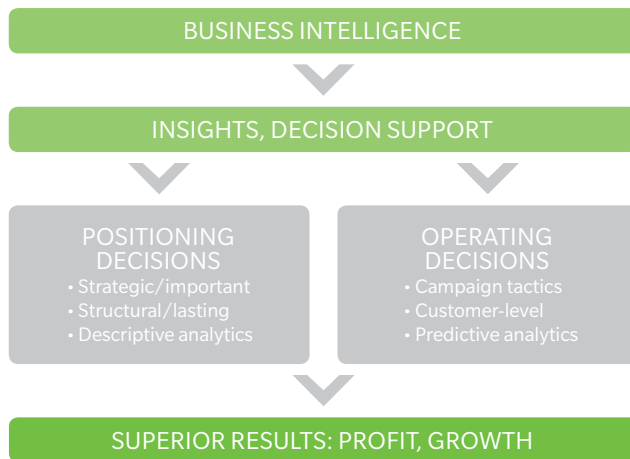 BUSINESS INTELLIGENCE
INSIGHTS, DECISION SUPPORT
POSITIONING
DECISIONS
• Strategic/important
• Structural/lasting
• Descriptive analytics
OPERATING
DECISIONS
• Campaign tactics
• Customer-level
• Predictive analytics
SUPERIOR RESULTS: PROFIT, GROWTH